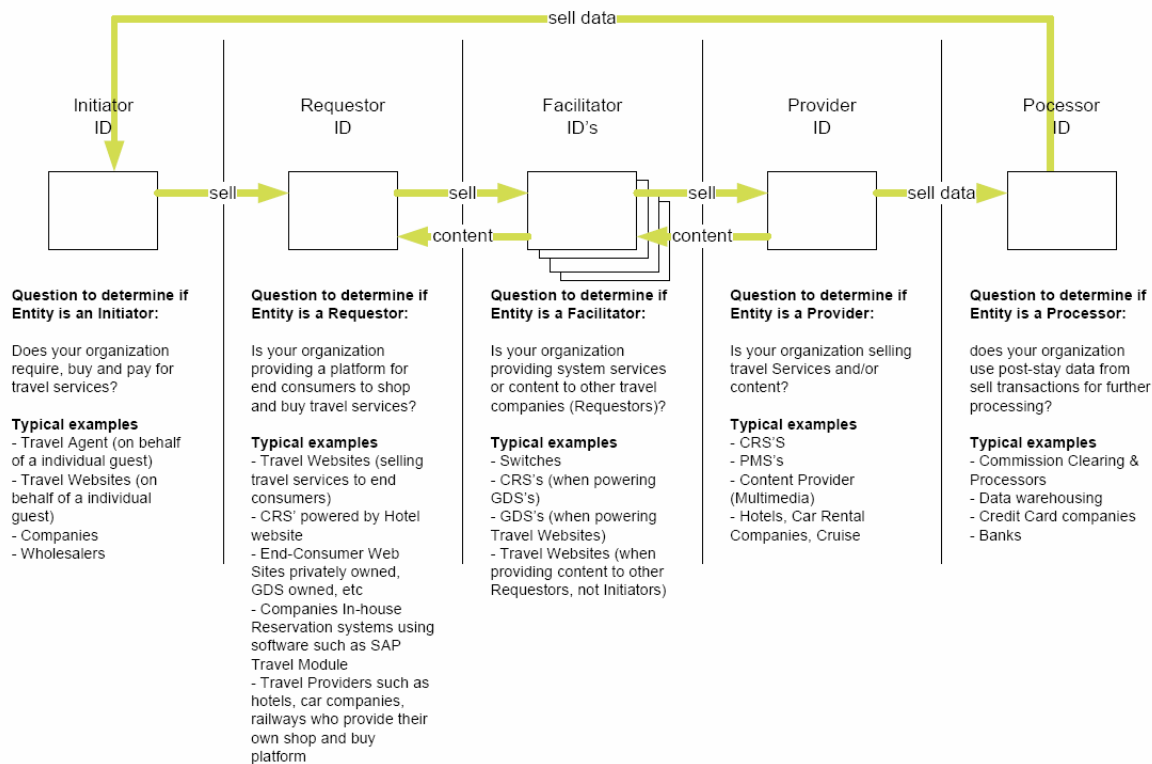 sell data
Initiator
ID
Requestor
ID
Facilitator
ID's
Provider
ID
Pocessor
ID
sell
sell
sell
sell data
content
content
Question to determine if
Entity is an Initiator:
Does your organization
require, buy and pay for
travel services?
Typical examples
- Travel Agent (on behalf
of a individual guest)
- Travel Websites (on
behalf of a individual
guest)
- Companies
- Wholesalers
Question to determine if
Entity is a Requestor:
Is your organization
providing a platform for
end consumers to shop
and buy travel services?
Typical examples
- Travel Websites (selling
travel services to end
consumers)
- CRS' powered by Hotel
website
- End-Consumer Web
Sites privately owned,
GDS owned, etc
- Companies In-house
Reservation systems using
software such as SAP
Travel Module
- Travel Providers such as
hotels, car companies,
railways who provide their
own shop and buy
platform
Question to determine if
Entity is a Facilitator:
Is your organization
providing system services
or content to other travel
companies (Requestors)?
Typical examples
- Switches
- CRS's (when powering
GDS's)
- GDS's (when powering
Travel Websites)
- Travel Websites (when
providing content to other
Requestors, not Initiators)
Question to determine if
Entity is a Provider:
Is your organization selling
travel Services and/or
content?
Typical examples
- CRS'S
- PMS's
- Content Provider
(Multimedia)
- Hotels, Car Rental
Companies, Cruise
Question to determine if
Entity is a Processor:
does your organization
use post-stay data from
sell transactions for further
processing?
Typical examples
- Commission Clearing &
Processors
- Data warehousing
- Credit Card companies
- Banks